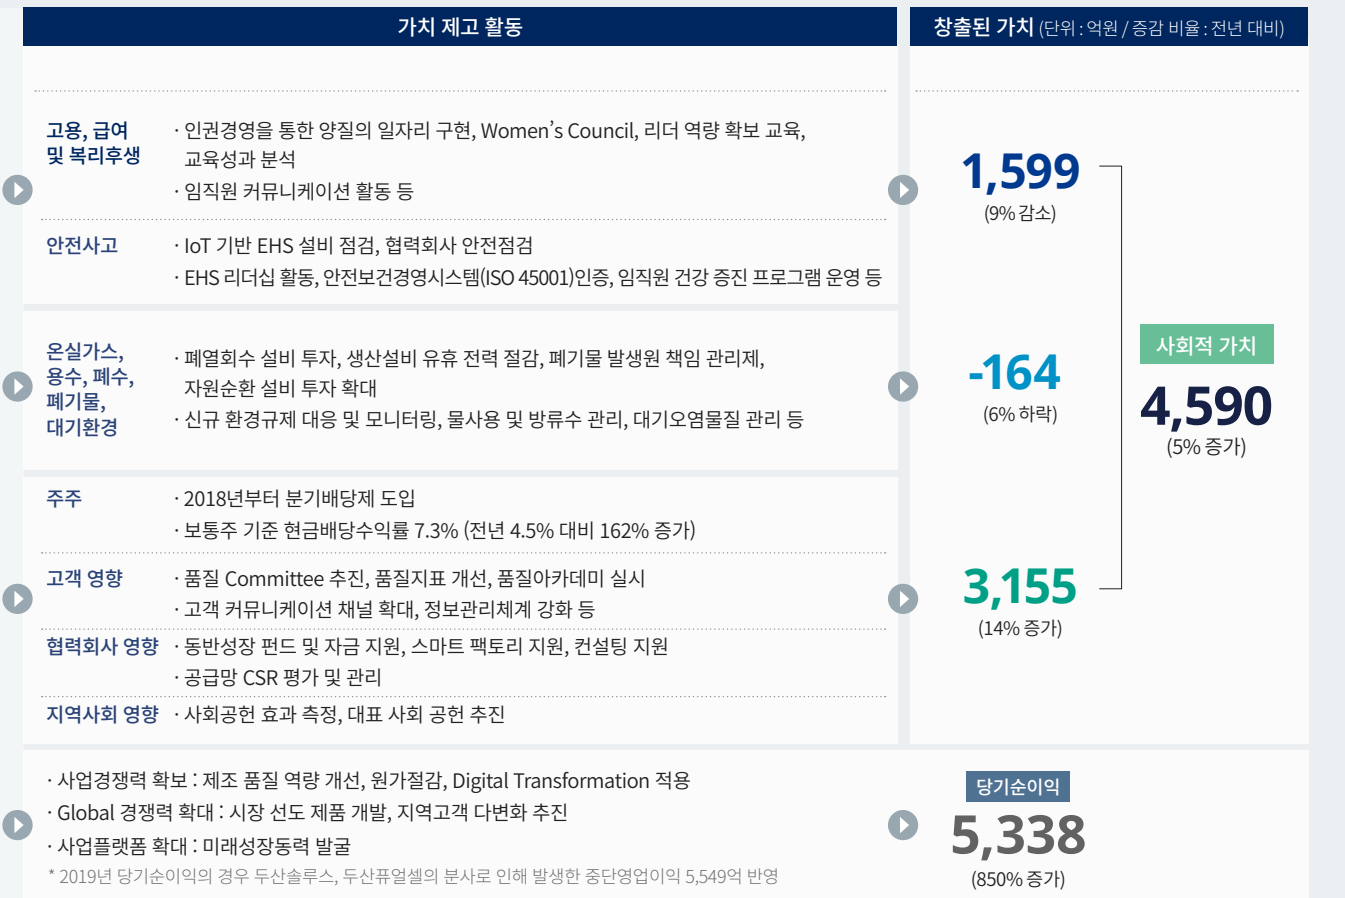 가치 제고 활동
창출된 가치 (단위 : 억원 / 증감 비율 : 전년 대비)
고용, 급여
및 복리후생
· 인권경영을 통한 양질의 일자리 구현, Women’s Council, 리더 역량 확보 교육,
교육성과 분석
· 임직원 커뮤니케이션 활동 등
안전사고
· IoT 기반 EHS 설비 점검, 협력회사 안전점검
· EHS 리더십 활동, 안전보건경영시스템(ISO 45001)인증, 임직원 건강 증진 프로그램 운영 등
1,599
(9% 감소)
온실가스,
용수, 폐수,
폐기물,
대기환경
· 폐열회수 설비 투자, 생산설비 유휴 전력 절감, 폐기물 발생원 책임 관리제,
자원순환 설비 투자 확대
· 신규 환경규제 대응 및 모니터링, 물사용 및 방류수 관리, 대기오염물질 관리 등
-164
(6% 하락)
사회적 가치
4,590
(5% 증가)
주주
· 2018년부터 분기배당제 도입
· 보통주 기준 현금배당수익률 7.3% (전년 4.5% 대비 162% 증가)
고객 영향
· 품질 Committee 추진, 품질지표 개선, 품질아카데미 실시
· 고객 커뮤니케이션 채널 확대, 정보관리체계 강화 등
협력회사 영향
· 동반성장 펀드 및 자금 지원, 스마트 팩토리 지원, 컨설팅 지원
· 공급망 CSR 평가 및 관리
지역사회 영향
· 사회공헌 효과 측정, 대표 사회 공헌 추진
3,155
(14% 증가)
· 사업경쟁력 확보 : 제조 품질 역량 개선, 원가절감, Digital Transformation 적용
· Global 경쟁력 확대 : 시장 선도 제품 개발, 지역고객 다변화 추진
· 사업플랫폼 확대 : 미래성장동력 발굴
* 2019년 당기순이익의 경우 두산솔루스, 두산퓨얼셀의 분사로 인해 발생한 중단영업이익 5,549억 반영
당기순이익
5,338
(850% 증가)